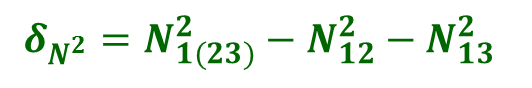 δ_{N²} = N²_{1(23)} − N²_{12} − N²_{13}